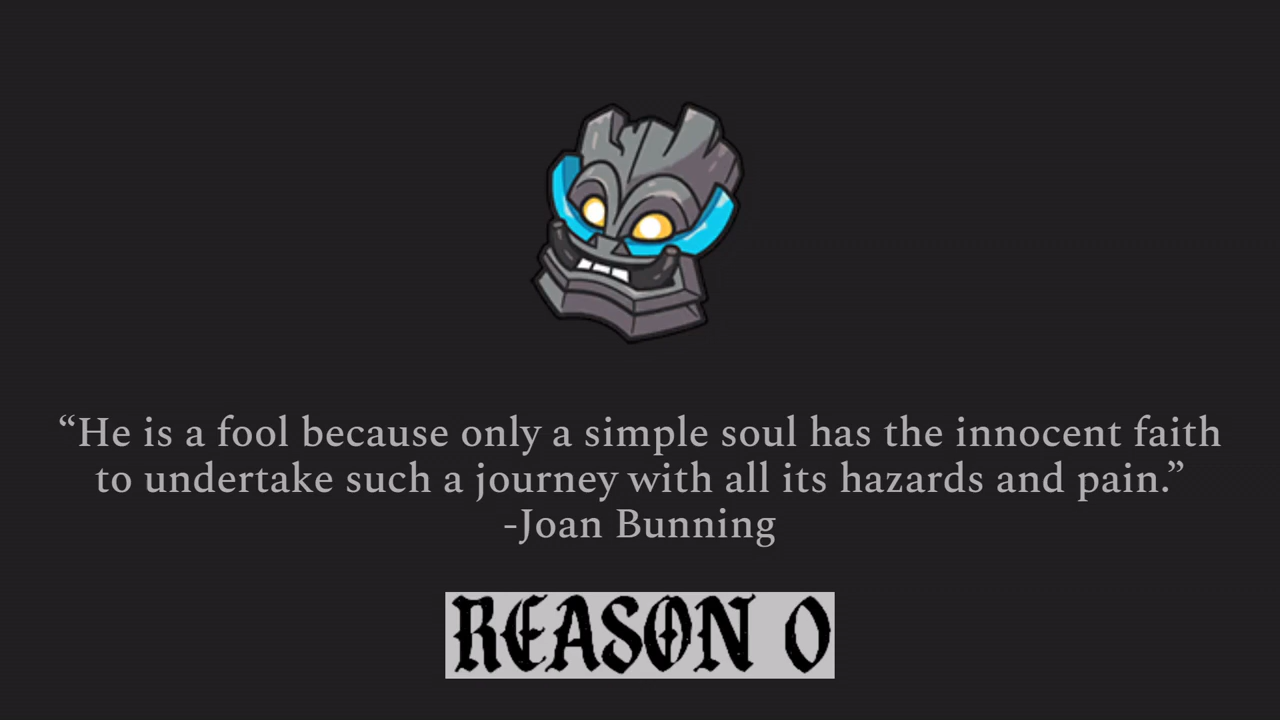 “He is a fool because only a simple soul has the innocent faith
to undertake such a journey with all its hazards and pain.”
-Joan Bunning
REASON 0